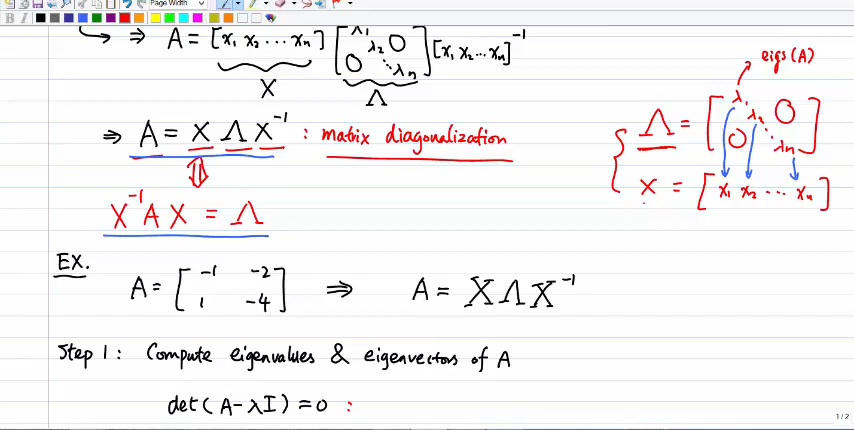 Page Width
B I
↳ ⇒ A = [x₁ x₂ ⋯ xₙ] [λ₁ λ₂ ⋱ λₙ 0 0] [x₁ x₂ ⋯ xₙ]⁻¹
X Λ
eigs(A)
⇒ A = X Λ X⁻¹ : matrix diagonalization
⇕
X⁻¹ A X = Λ
Λ = [λ₁ λ₂ ⋱ λₙ 0 0]
X = [x₁ x₂ ⋯ xₙ]
EX.
A = [-1 -2
1 -4] ⇒ A = X Λ X⁻¹
Step 1 : Compute eigenvalues & eigenvectors of A
det(A - λI) = 0 :
1/2